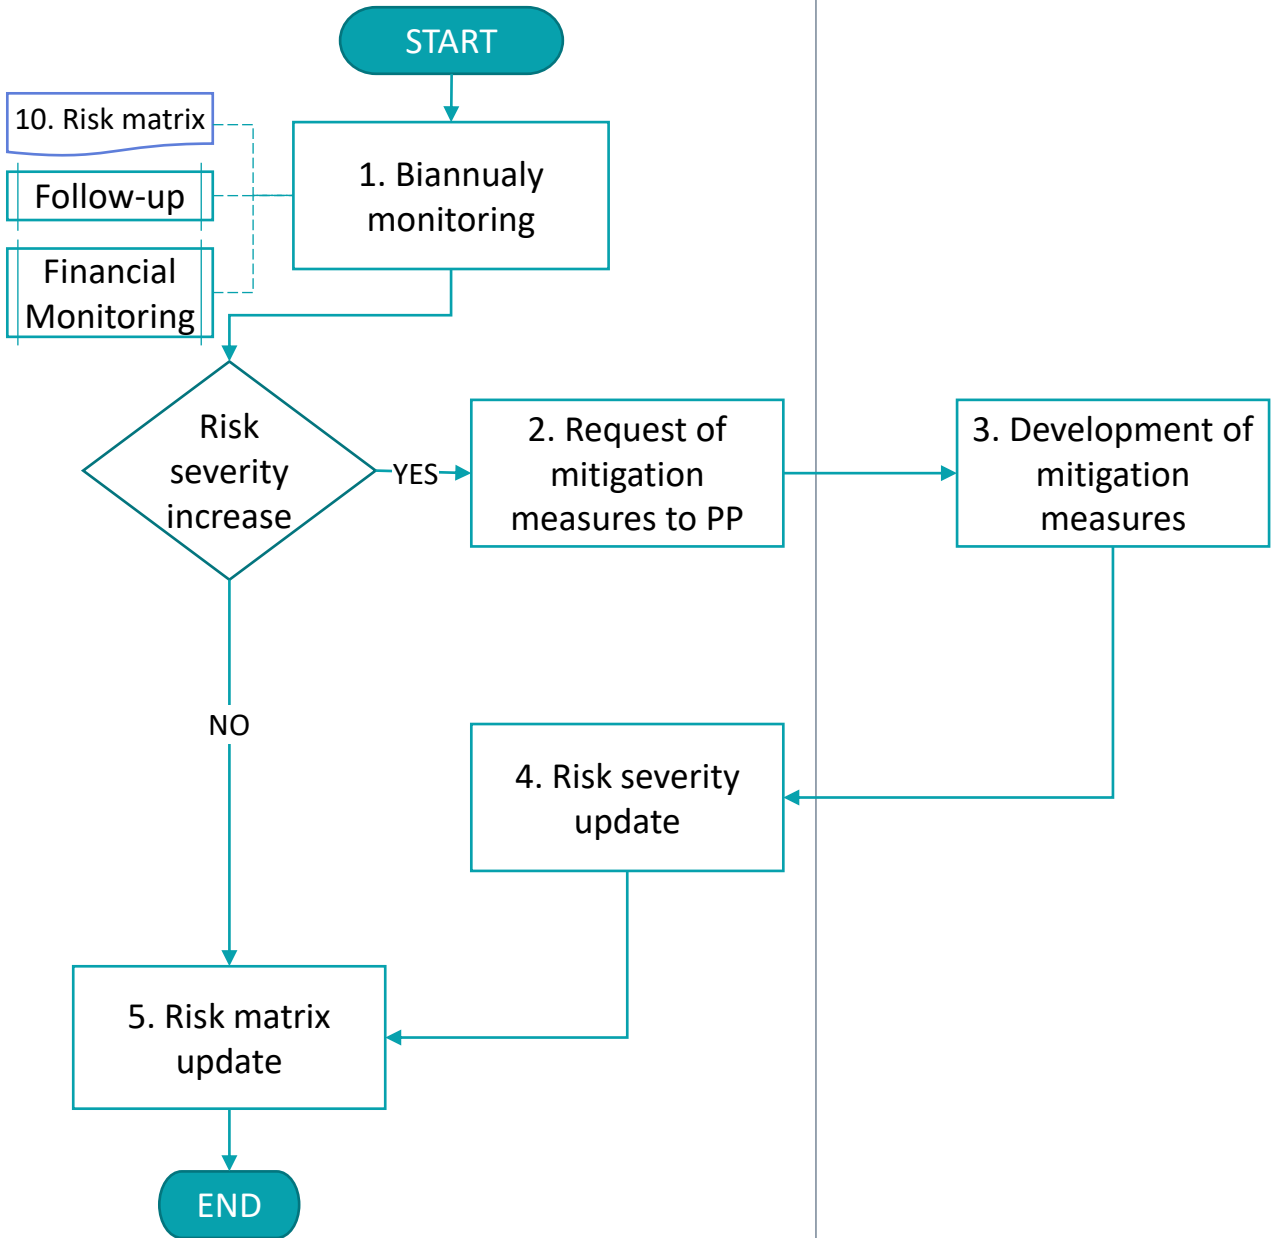 START
10. Risk matrix
Follow-up
Financial
Monitoring
1. Biannualy
monitoring
Risk
severity
increase
YES
2. Request of
mitigation
measures to PP
3. Development of
mitigation
measures
NO
4. Risk severity
update
5. Risk matrix
update
END